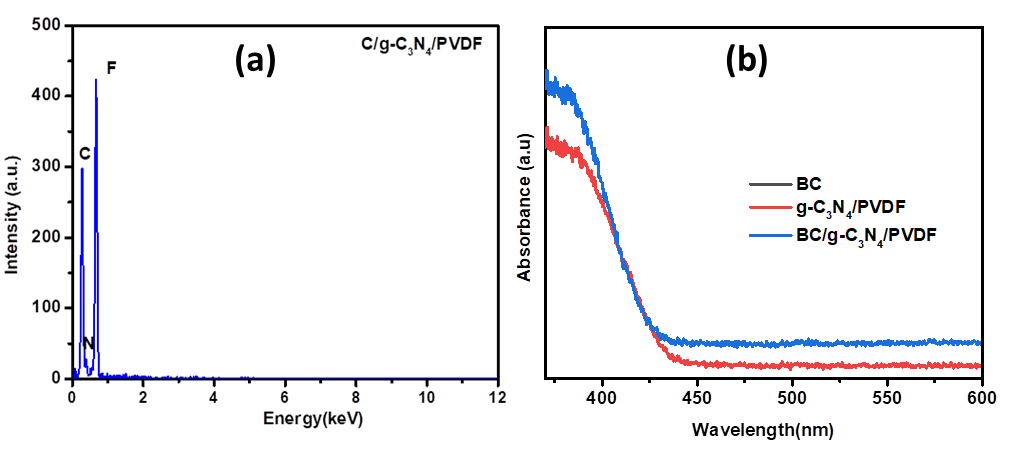 500
400
300
200
100
0
0 2 4 6 8 10 12
Intensity (a.u.)
Energy(keV)
(a)
C/g-C₃N₄/PVDF
F
C
N
(b)
Absorbance (a.u)
BC
g-C₃N₄/PVDF
BC/g-C₃N₄/PVDF
400 450 500 550 600
Wavelength(nm)